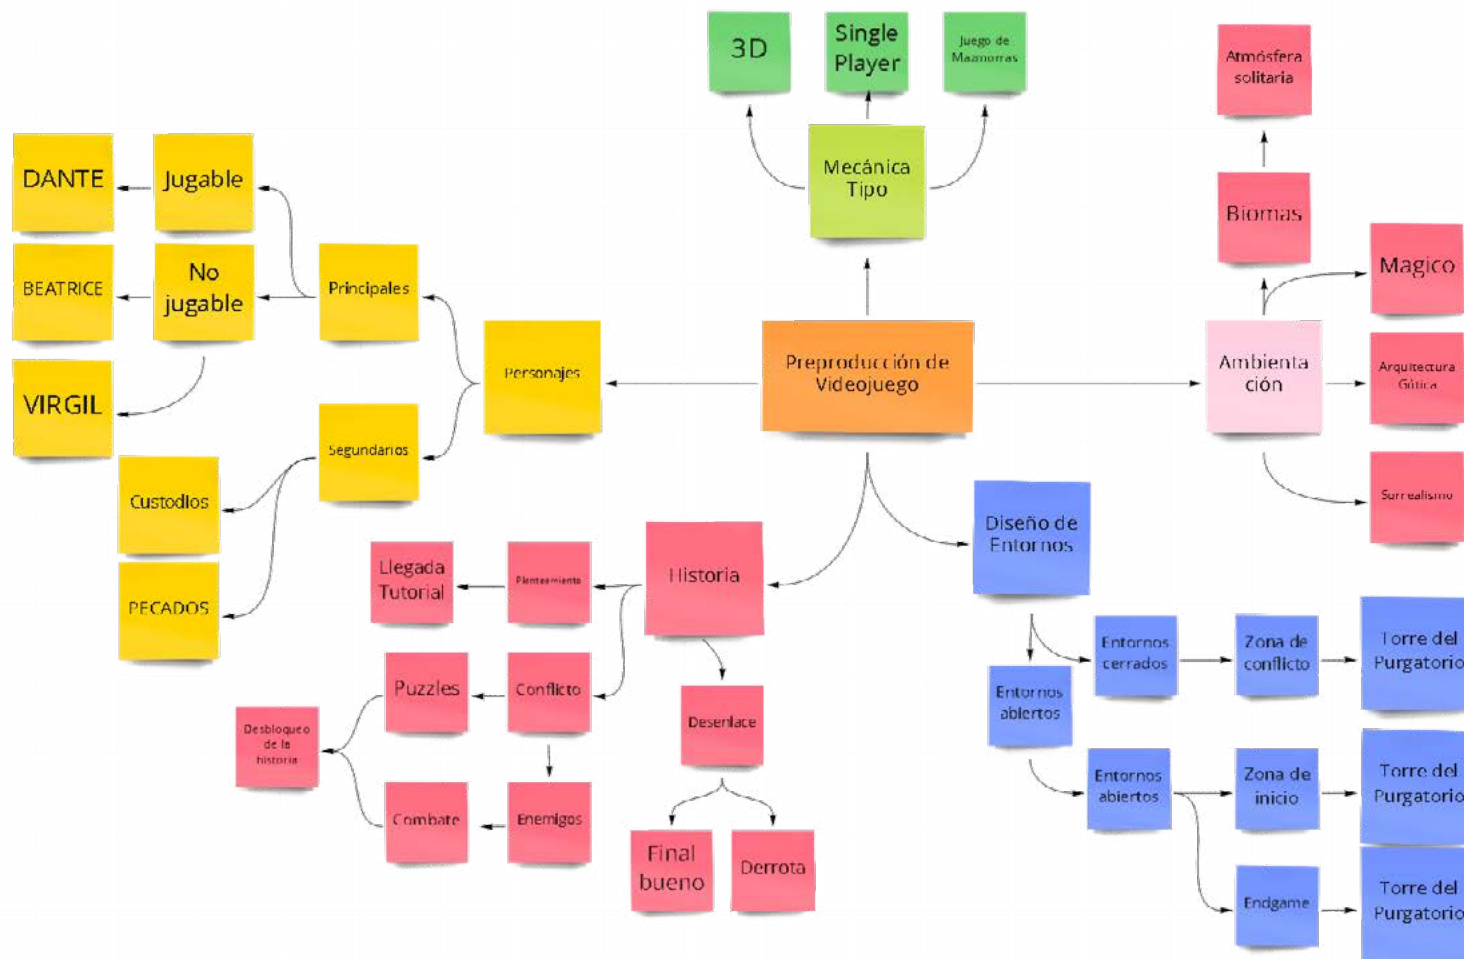 3D
Single
Player
Juego de
Mazmorras
Mecánica
Tipo
Atmósfera
solitaria
Biomas
Magico
Arquitectura
Gótica
Surrealismo
Ambienta
ción
Preproducción de
Videojuego
Personajes
Principales
Jugable
DANTE
No
jugable
BEATRICE
VIRGIL
Segundarios
Custodios
PECADOS
Historia
Planteamiento
Llegada
Tutorial
Conflicto
Puzzles
Desbloqueo
de la
historia
Enemigos
Combate
Desenlace
Final
bueno
Derrota
Diseño de
Entornos
Entornos
cerrados
Zona de
conflicto
Torre del
Purgatorio
Entornos
abiertos
Entornos
abiertos
Zona de
inicio
Torre del
Purgatorio
Endgame
Torre del
Purgatorio